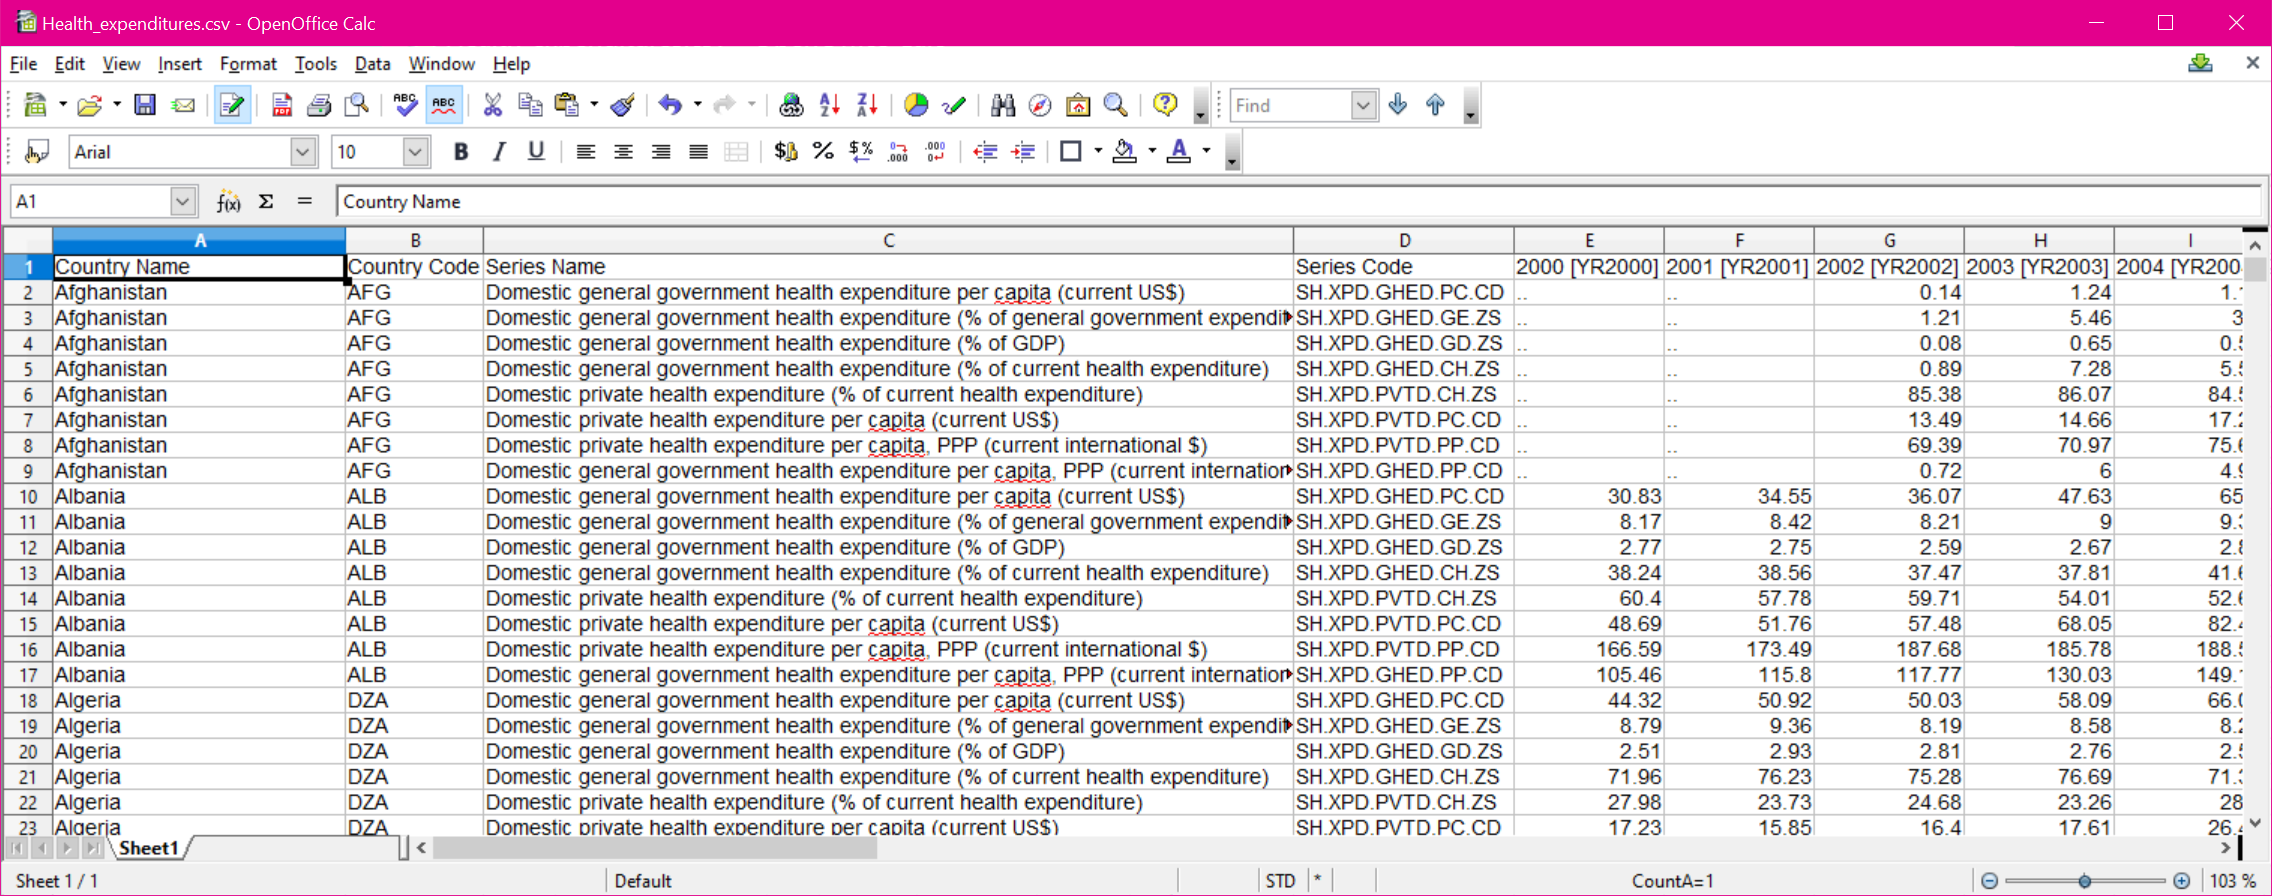 Health_expenditures.csv - OpenOffice Calc
File Edit View Insert Format Tools Data Window Help
Find
Arial 10
A1 Country Name
A B C D E F G H I
1 Country Name Country Code Series Name Series Code 2000 [YR2000] 2001 [YR2001] 2002 [YR2002] 2003 [YR2003] 2004 [YR200
2 Afghanistan AFG Domestic general government health expenditure per capita (current US$) SH.XPD.GHED.PC.CD .. .. 0.14 1.24 1.
3 Afghanistan AFG Domestic general government health expenditure (% of general government expendit SH.XPD.GHED.GE.ZS .. .. 1.21 5.46 3
4 Afghanistan AFG Domestic general government health expenditure (% of GDP) SH.XPD.GHED.GD.ZS .. .. 0.08 0.65 0.
5 Afghanistan AFG Domestic general government health expenditure (% of current health expenditure) SH.XPD.GHED.CH.ZS .. .. 0.89 7.28 5.
6 Afghanistan AFG Domestic private health expenditure (% of current health expenditure) SH.XPD.PVTD.CH.ZS .. .. 85.38 86.07 84.
7 Afghanistan AFG Domestic private health expenditure per capita (current US$) SH.XPD.PVTD.PC.CD .. .. 13.49 14.66 17.
8 Afghanistan AFG Domestic private health expenditure per capita, PPP (current international $) SH.XPD.PVTD.PP.CD .. .. 69.39 70.97 75.
9 Afghanistan AFG Domestic general government health expenditure per capita, PPP (current internation SH.XPD.GHED.PP.CD .. .. 0.72 6 4.
10 Albania ALB Domestic general government health expenditure per capita (current US$) SH.XPD.GHED.PC.CD 30.83 34.55 36.07 47.63 65
11 Albania ALB Domestic general government health expenditure (% of general government expendit SH.XPD.GHED.GE.ZS 8.17 8.42 8.21 9 9.
12 Albania ALB Domestic general government health expenditure (% of GDP) SH.XPD.GHED.GD.ZS 2.77 2.75 2.59 2.67 2.
13 Albania ALB Domestic general government health expenditure (% of current health expenditure) SH.XPD.GHED.CH.ZS 38.24 38.56 37.47 37.81 41.
14 Albania ALB Domestic private health expenditure (% of current health expenditure) SH.XPD.PVTD.CH.ZS 60.4 57.78 59.71 54.01 52.
15 Albania ALB Domestic private health expenditure per capita (current US$) SH.XPD.PVTD.PC.CD 48.69 51.76 57.48 68.05 82.
16 Albania ALB Domestic private health expenditure per capita, PPP (current international $) SH.XPD.PVTD.PP.CD 166.59 173.49 187.68 185.78 188.
17 Albania ALB Domestic general government health expenditure per capita, PPP (current internation SH.XPD.GHED.PP.CD 105.46 115.8 117.77 130.03 149.
18 Algeria DZA Domestic general government health expenditure per capita (current US$) SH.XPD.GHED.PC.CD 44.32 50.92 50.03 58.09 66.
19 Algeria DZA Domestic general government health expenditure (% of general government expendit SH.XPD.GHED.GE.ZS 8.79 9.36 8.19 8.58 8.
20 Algeria DZA Domestic general government health expenditure (% of GDP) SH.XPD.GHED.GD.ZS 2.51 2.93 2.81 2.76 2.
21 Algeria DZA Domestic general government health expenditure (% of current health expenditure) SH.XPD.GHED.CH.ZS 71.96 76.23 75.28 76.69 71.
22 Algeria DZA Domestic private health expenditure (% of current health expenditure) SH.XPD.PVTD.CH.ZS 27.98 23.73 24.68 23.26 28
23 Algeria DZA Domestic private health expenditure per capita (current US$) SH.XPD.PVTD.PC.CD 17.23 15.85 16.4 17.61 26.
Sheet1
Sheet 1 / 1 Default STD * CountA=1 103 %